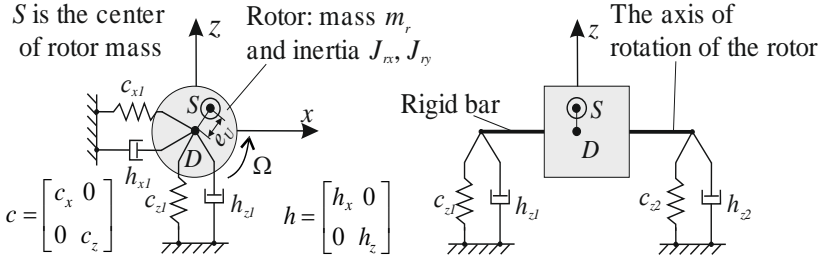 S is the center
of rotor mass
z
Rotor: mass m_r
and inertia J_rx, J_ry
c_x1
S
x
e_U
D
Ω
h_x1
c_z1
h_z1
c = [c_x 0
0 c_z]
h = [h_x 0
0 h_z]
z
The axis of
rotation of the rotor
Rigid bar
S
D
c_z1
h_z1
c_z2
h_z2